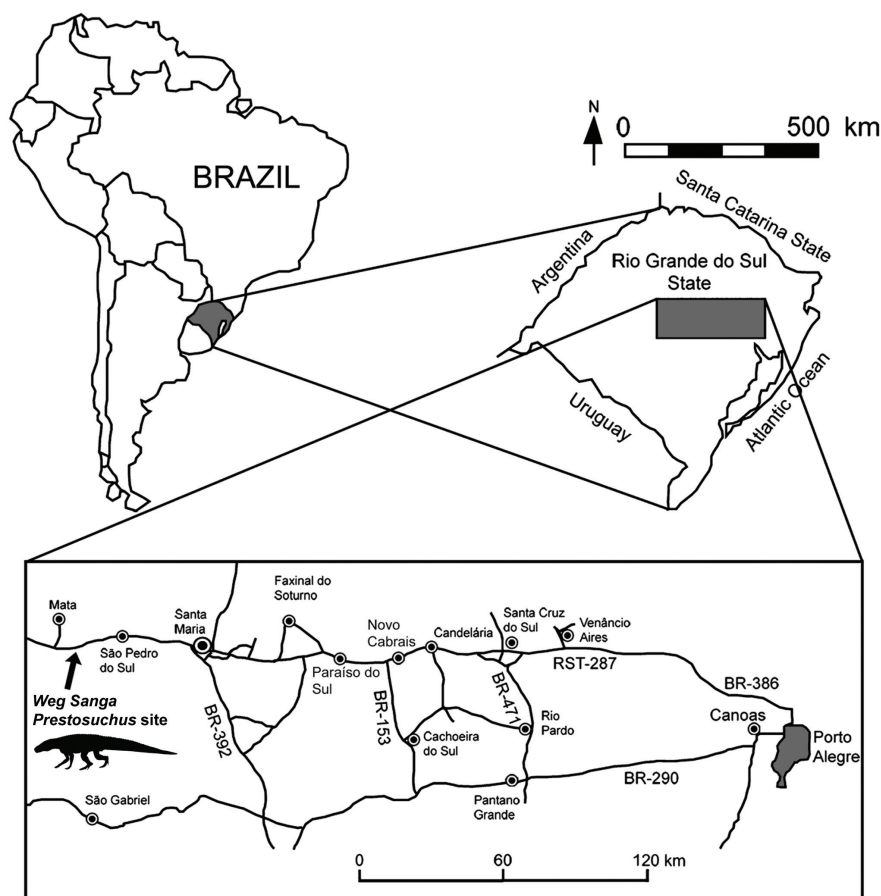 BRAZIL
N
0 500 km
Santa Catarina State
Argentina
Rio Grande do Sul
State
Uruguay
Atlantic Ocean
Mata
São Pedro
do Sul
Santa
Maria
Faxinal do
Soturno
Paraíso do
Sul
Novo
Cabrais
Candelária
Santa Cruz
do Sul
Venâncio
Aires
RST-287
BR-386
Weg Sanga
Prestosuchus site
BR-392
BR-153
BR-471
Cachoeira
do Sul
Rio
Pardo
Canoas
Porto
Alegre
BR-290
São Gabriel
Pantano
Grande
0 60 120 km